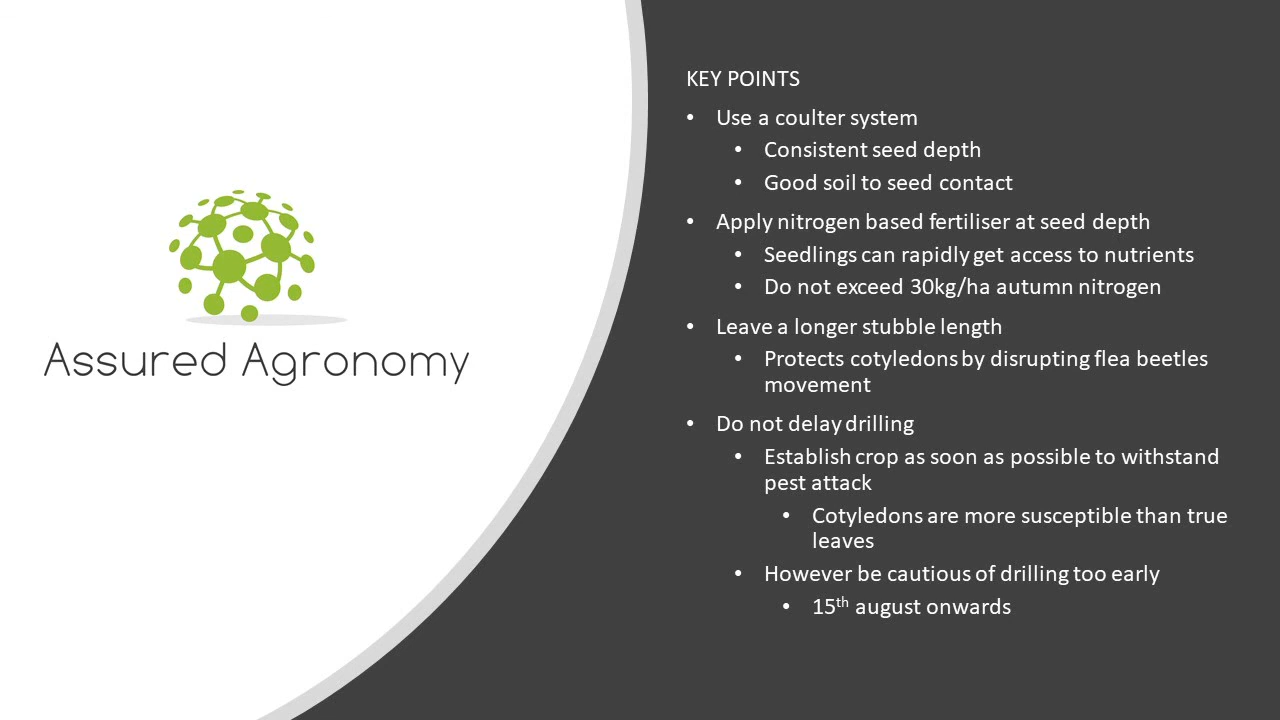 Assured Agronomy
KEY POINTS
• Use a coulter system
• Consistent seed depth
• Good soil to seed contact
• Apply nitrogen based fertiliser at seed depth
• Seedlings can rapidly get access to nutrients
• Do not exceed 30kg/ha autumn nitrogen
• Leave a longer stubble length
• Protects cotyledons by disrupting flea beetles
movement
• Do not delay drilling
• Establish crop as soon as possible to withstand
pest attack
• Cotyledons are more susceptible than true
leaves
• However be cautious of drilling too early
• 15th august onwards